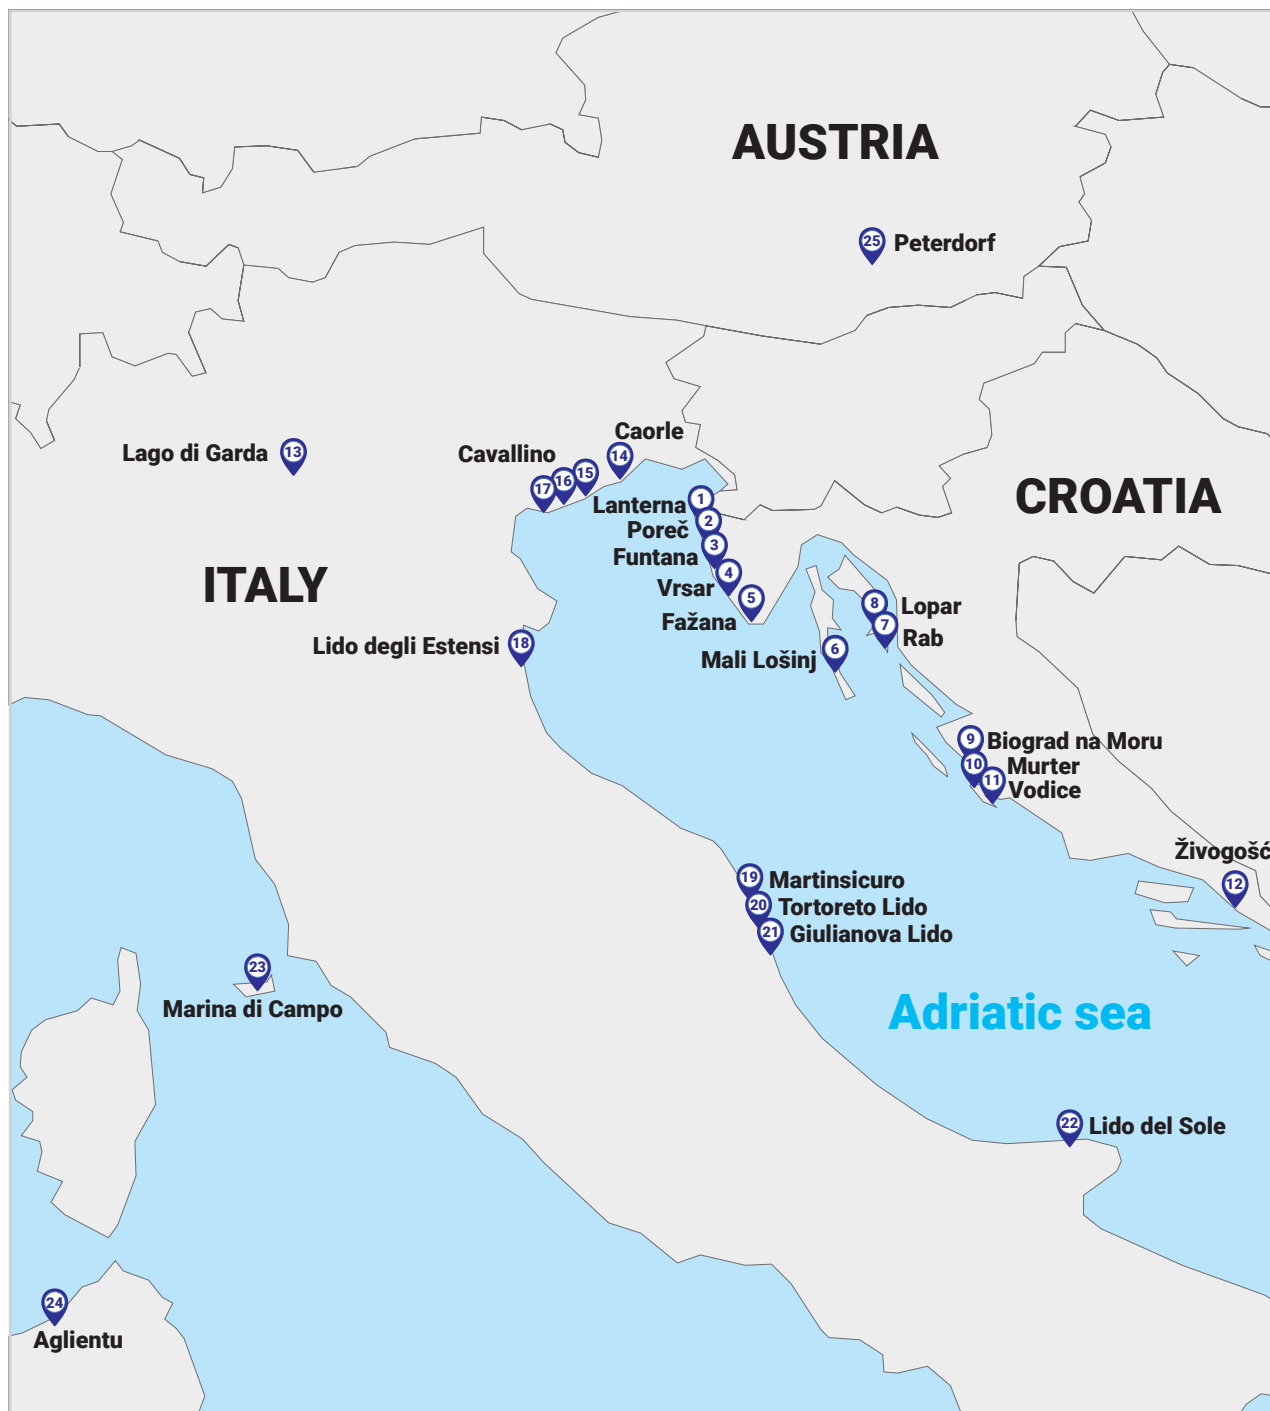 AUSTRIA
25 Peterdorf
Caorle
14
Lago di Garda 13
Cavallino
15
16
17
CROATIA
1
Lanterna
2
Poreč
3
Funtana
4
Vrsar
5
Fažana
ITALY
8 Lopar
7
Rab
Lido degli Estensi 18
6
Mali Lošinj
9
Biograd na Moru
10
Murter
11
Vodice
Živogošć
12
19
Martinsicuro
20
Tortoreto Lido
21
Giulianova Lido
23
Marina di Campo
Adriatic sea
22 Lido del Sole
24
Aglientu